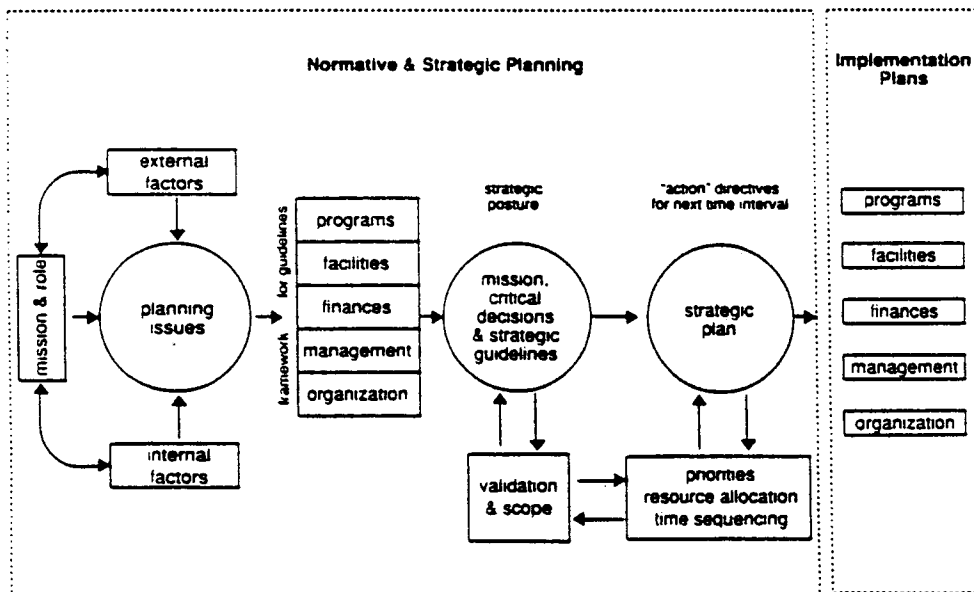 Normative & Strategic Planning
Implementation
Plans
external
factors
mission & role
planning
issues
internal
factors
framework for guidelines
programs
facilities
finances
management
organization
strategic
posture
mission,
critical
decisions
& strategic
guidelines
validation
& scope
"action" directives
for next time interval
strategic
plan
priorities
resource allocation
time sequencing
programs
facilities
finances
management
organization